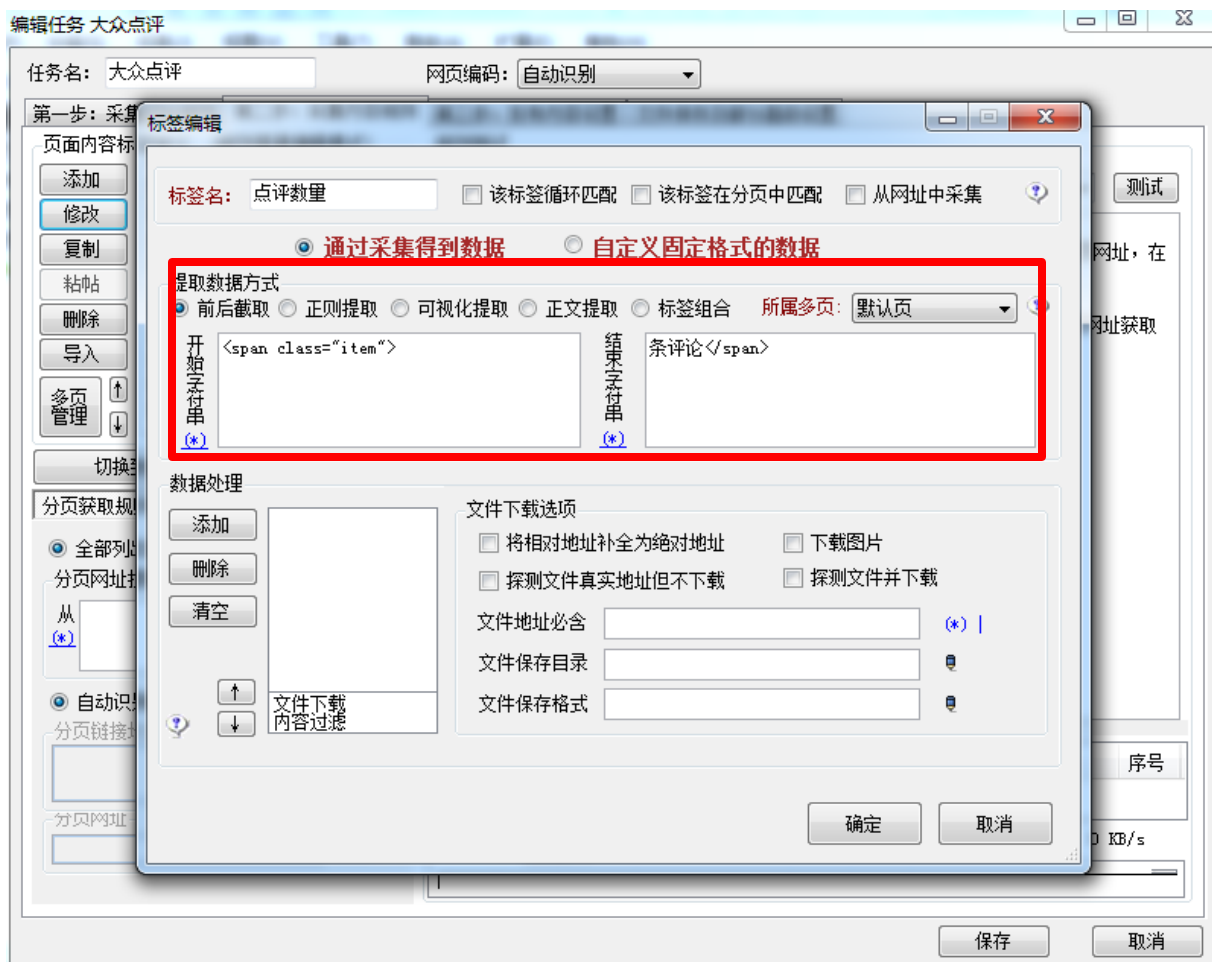 编辑任务 大众点评
任务名： 大众点评 网页编码： 自动识别
第一步：采集
标签编辑
页面内容标
添加
修改
复制
粘帖
删除
导入
多页管理
↑
↓
切换到
分页获取规则
全部列出
分页网址
从
(*)
自动识别
分页链接
分页网址
标签名： 点评数量 该标签循环匹配 该标签在分页中匹配 从网址中采集
测试
通过采集得到数据 自定义固定格式的数据
网址，在
提取数据方式
前后截取 正则提取 可视化提取 正文提取 标签组合 所属多页： 默认页
网址获取
开始字符串 <span class="item">
(*)
结束字符串 条评论</span>
(*)
数据处理
添加
删除
清空
↑
↓
文件下载
内容过滤
文件下载选项
将相对地址补全为绝对地址 下载图片
探测文件真实地址但不下载 探测文件并下载
文件地址必含 (*) |
文件保存目录
文件保存格式
序号
确定 取消
KB/s
保存 取消